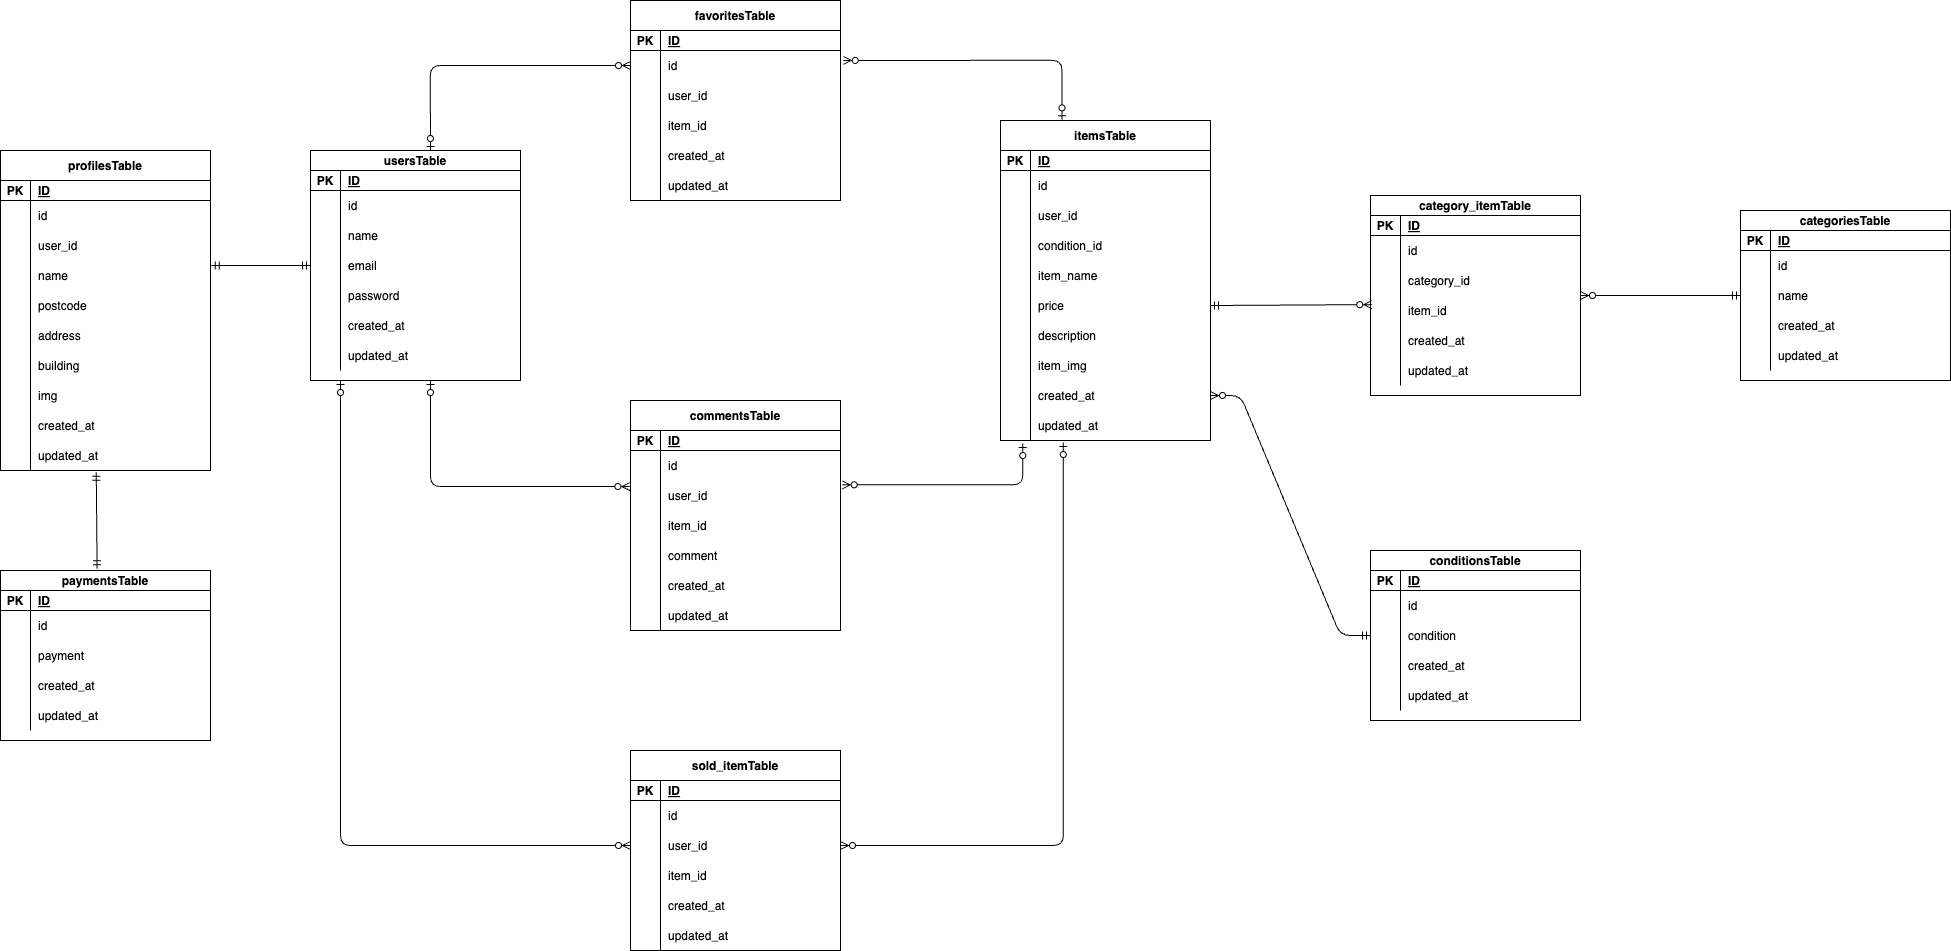 favoritesTable
PK ID
id
user_id
item_id
created_at
updated_at
profilesTable
PK ID
id
user_id
name
postcode
address
building
img
created_at
updated_at
usersTable
PK ID
id
name
email
password
created_at
updated_at
itemsTable
PK ID
id
user_id
condition_id
item_name
price
description
item_img
created_at
updated_at
category_itemTable
PK ID
id
category_id
item_id
created_at
updated_at
categoriesTable
PK ID
id
name
created_at
updated_at
commentsTable
PK ID
id
user_id
item_id
comment
created_at
updated_at
paymentsTable
PK ID
id
payment
created_at
updated_at
conditionsTable
PK ID
id
condition
created_at
updated_at
sold_itemTable
PK ID
id
user_id
item_id
created_at
updated_at